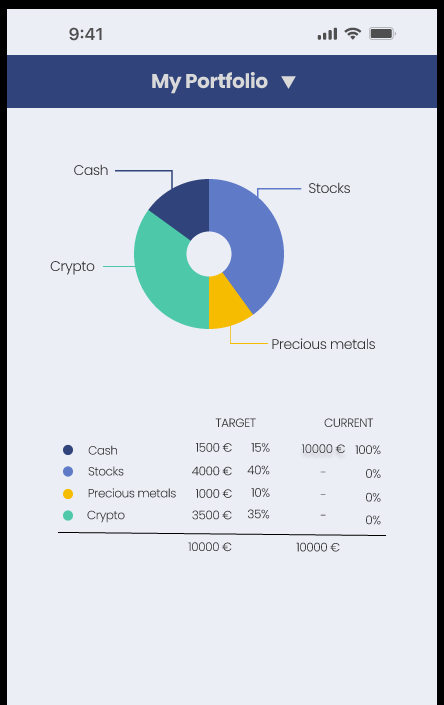 9:41
My Portfolio ▼
Cash
Stocks
Crypto
Precious metals
TARGET CURRENT
Cash 1500 € 15% 10000 € 100%
Stocks 4000 € 40% - 0%
Precious metals 1000 € 10% - 0%
Crypto 3500 € 35% - 0%
10000 € 10000 €